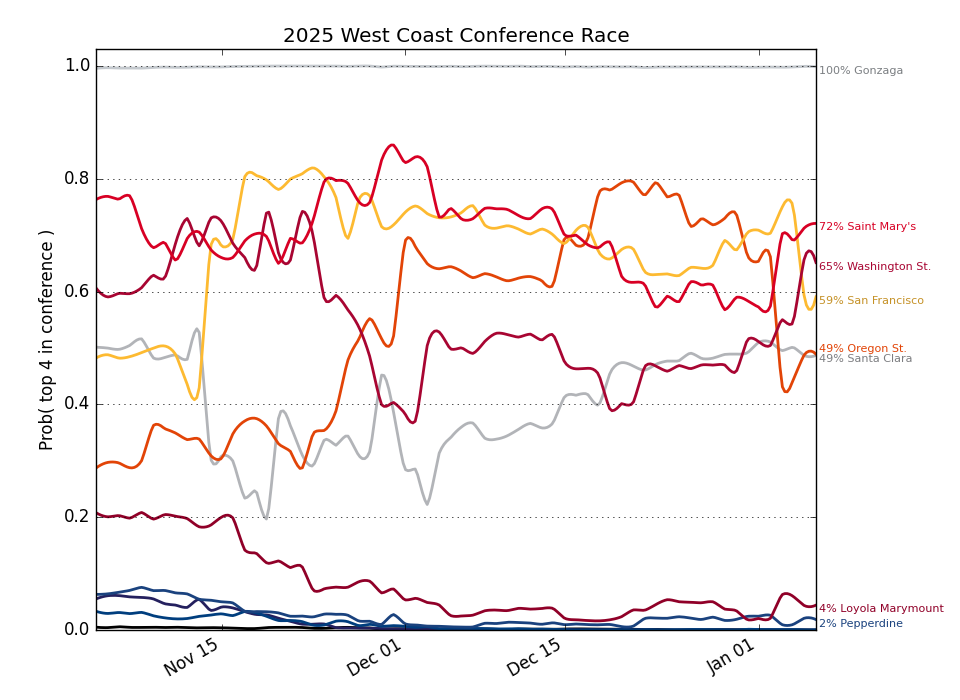 2025 West Coast Conference Race
1.0
0.8
0.6
0.4
0.2
0.0
Prob( top 4 in conference )
Nov 15
Dec 01
Dec 15
Jan 01
100% Gonzaga
72% Saint Mary's
65% Washington St.
59% San Francisco
49% Oregon St.
49% Santa Clara
4% Loyola Marymount
2% Pepperdine